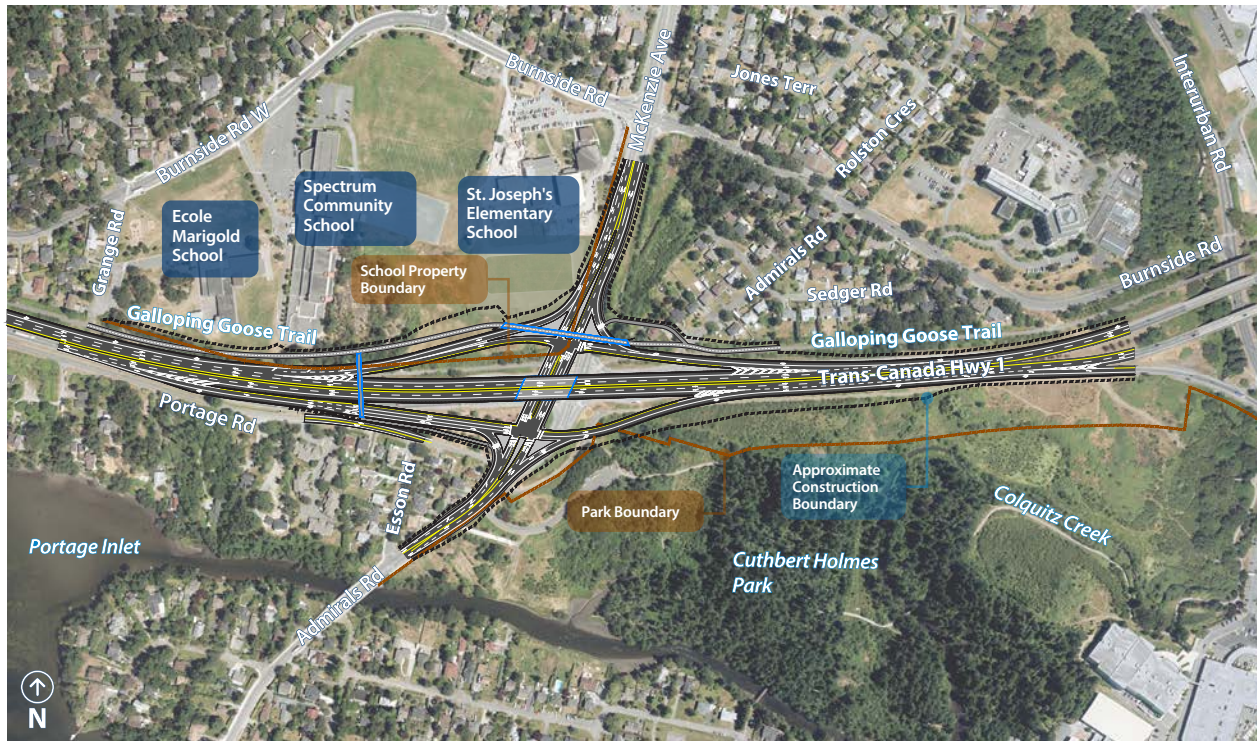 McKenzie Ave
Burnside Rd
Jones Terr
Interurban Rd
Burnside Rd W
Rolston Cres
Spectrum
Community
School
St. Joseph's
Elementary
School
Ecole
Marigold
School
Grange Rd
Admirals Rd
Burnside Rd
School Property
Boundary
Sedger Rd
Galloping Goose Trail
Galloping Goose Trail
Trans-Canada Hwy 1
Portage Rd
Approximate
Construction
Boundary
Esson Rd
Park Boundary
Colquitz Creek
Portage Inlet
Cuthbert Holmes
Park
Admirals Rd
N